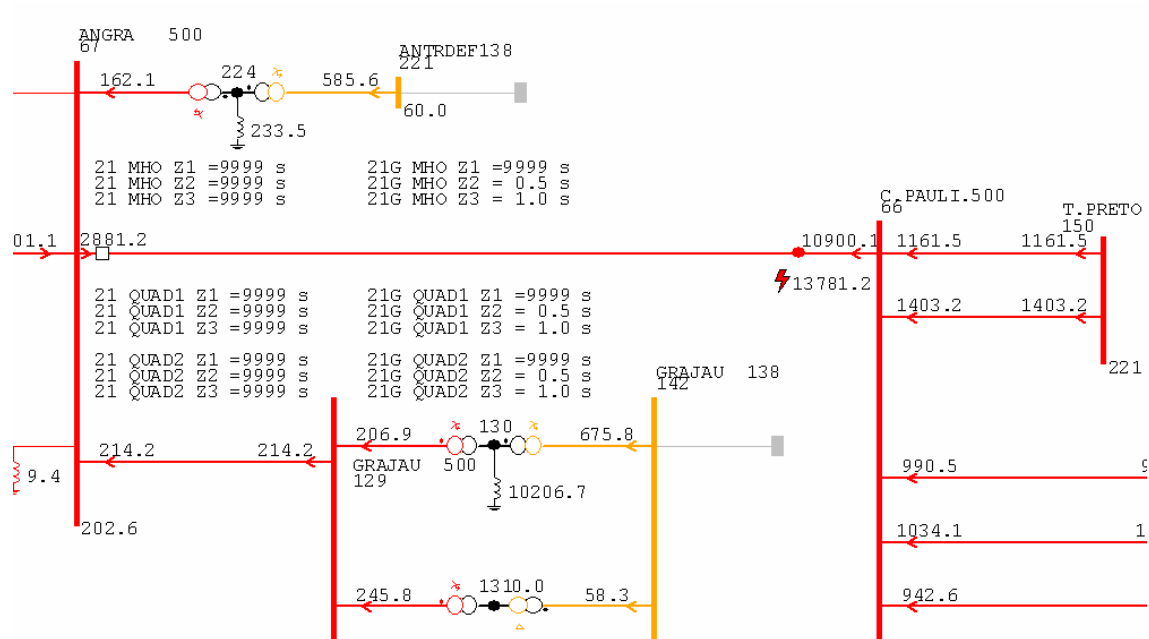 ANGRA 500
67
162.1
224
585.6
ANTRDEF138
221
60.0
233.5
21 MHO Z1 =9999 s
21 MHO Z2 =9999 s
21 MHO Z3 =9999 s
21G MHO Z1 =9999 s
21G MHO Z2 = 0.5 s
21G MHO Z3 = 1.0 s
C.PAULI.500
66
T.PRETO
150
01.1
2881.2
10900.1
1161.5
1161.5
13781.2
1403.2
1403.2
221
21 QUAD1 Z1 =9999 s
21 QUAD1 Z2 =9999 s
21 QUAD1 Z3 =9999 s
21G QUAD1 Z1 =9999 s
21G QUAD1 Z2 = 0.5 s
21G QUAD1 Z3 = 1.0 s
21 QUAD2 Z1 =9999 s
21 QUAD2 Z2 =9999 s
21 QUAD2 Z3 =9999 s
21G QUAD2 Z1 =9999 s
21G QUAD2 Z2 = 0.5 s
21G QUAD2 Z3 = 1.0 s
GRAJAU 138
142
206.9
130
675.8
214.2
214.2
GRAJAU 500
129
9.4
10206.7
202.6
990.5
9
1034.1
1
245.8
1310.0
58.3
942.6